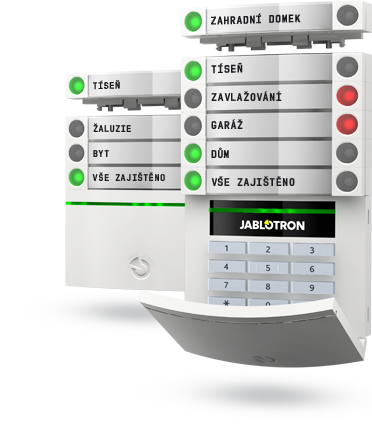 ZAHRADNÍ DOMEK
TÍSEŇ
ZAVLAŽOVÁNÍ
GARÁŽ
DŮM
VŠE ZAJIŠTĚNO
JABLOTRON
1 2 3
4 5 6
7 8 9
* 0
TÍSEŇ
ŽALUZIE
BYT
VŠE ZAJIŠTĚNO